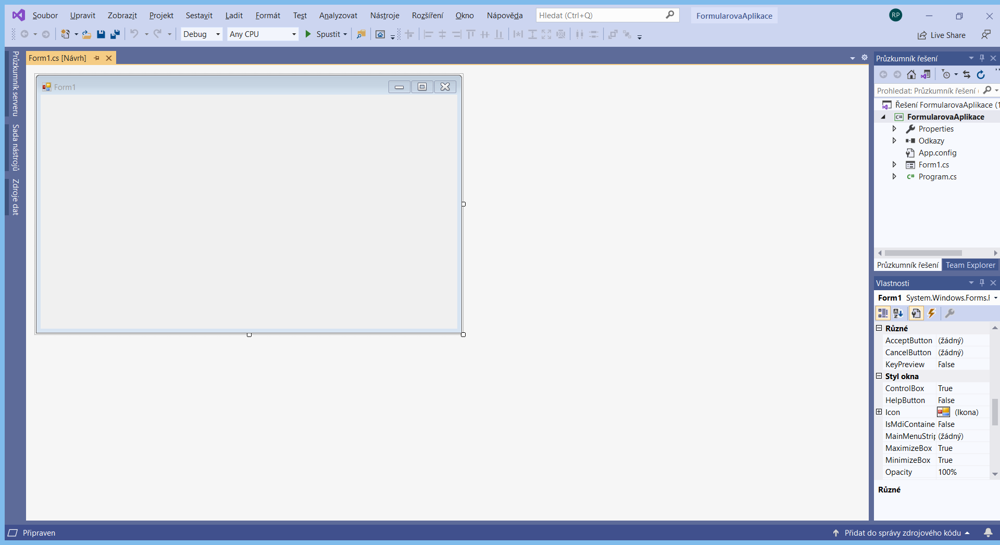 Soubor Upravit Zobrazit Projekt Sestavit Ladit Formát Test Analyzovat Nástroje Rozšíření Okno Nápověda Hledat (Ctrl+Q) FormularovaAplikace RP
Debug Any CPU Spustit Live Share
Průzkumník serveru
Sada nástrojů
Zdroje dat
Form1.cs [Návrh]
Form1
Průzkumník řešení
Prohledat: Průzkumník řešení (
Řešení FormularovaAplikace (1
C# FormularovaAplikace
Properties
Odkazy
App.config
Form1.cs
C# Program.cs
Průzkumník řešení Team Explorer
Vlastnosti
Form1 System.Windows.Forms.F
Různé
AcceptButton (žádný)
CancelButton (žádný)
KeyPreview False
Styl okna
ControlBox True
HelpButton False
Icon (Ikona)
IsMdiContaine False
MainMenuStrip (žádný)
MaximizeBox True
MinimizeBox True
Opacity 100%
Různé
Připraven Přidat do správy zdrojového kódu